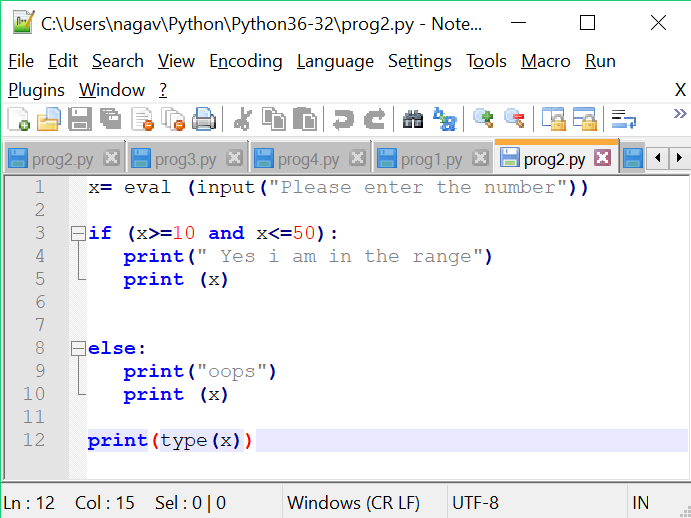 C:\Users\nagav\Python\Python36-32\prog2.py - Note...
File Edit Search View Encoding Language Settings Tools Macro Run
Plugins Window ? X
prog2.py prog3.py prog4.py prog1.py prog2.py
1 x= eval (input("Please enter the number"))
2
3 if (x>=10 and x<=50):
4 print(" Yes i am in the range")
5 print (x)
6
7
8 else:
9 print("oops")
10 print (x)
11
12 print(type(x))
Ln : 12 Col : 15 Sel : 0 | 0 Windows (CR LF) UTF-8 IN